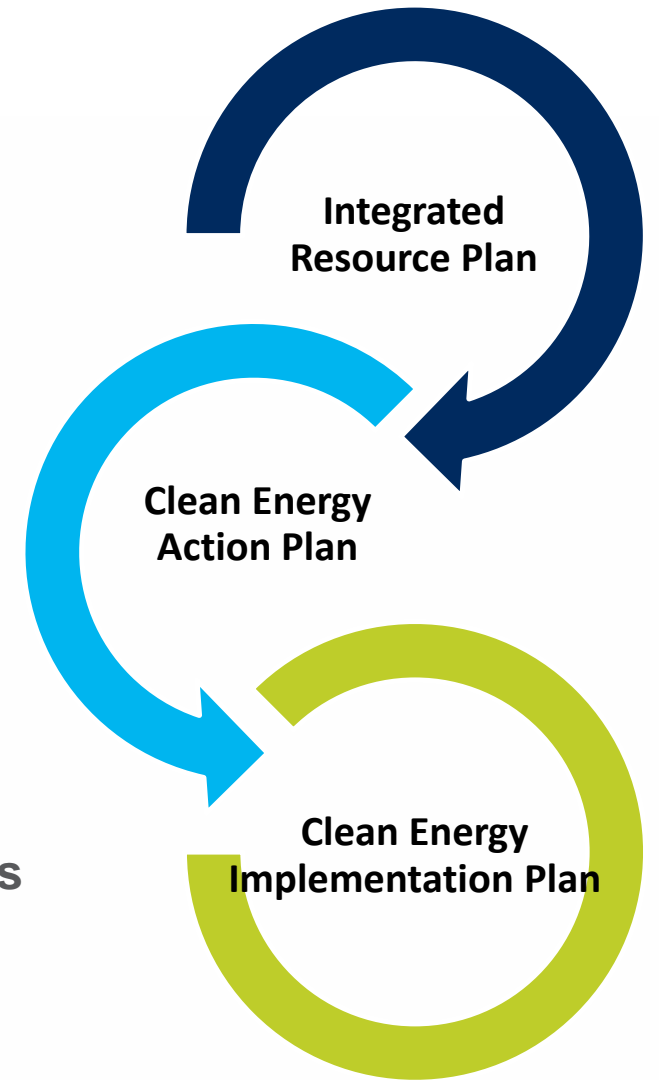 Integrated
Resource Plan
Clean Energy
Action Plan
Clean Energy
s
Implementation Plan